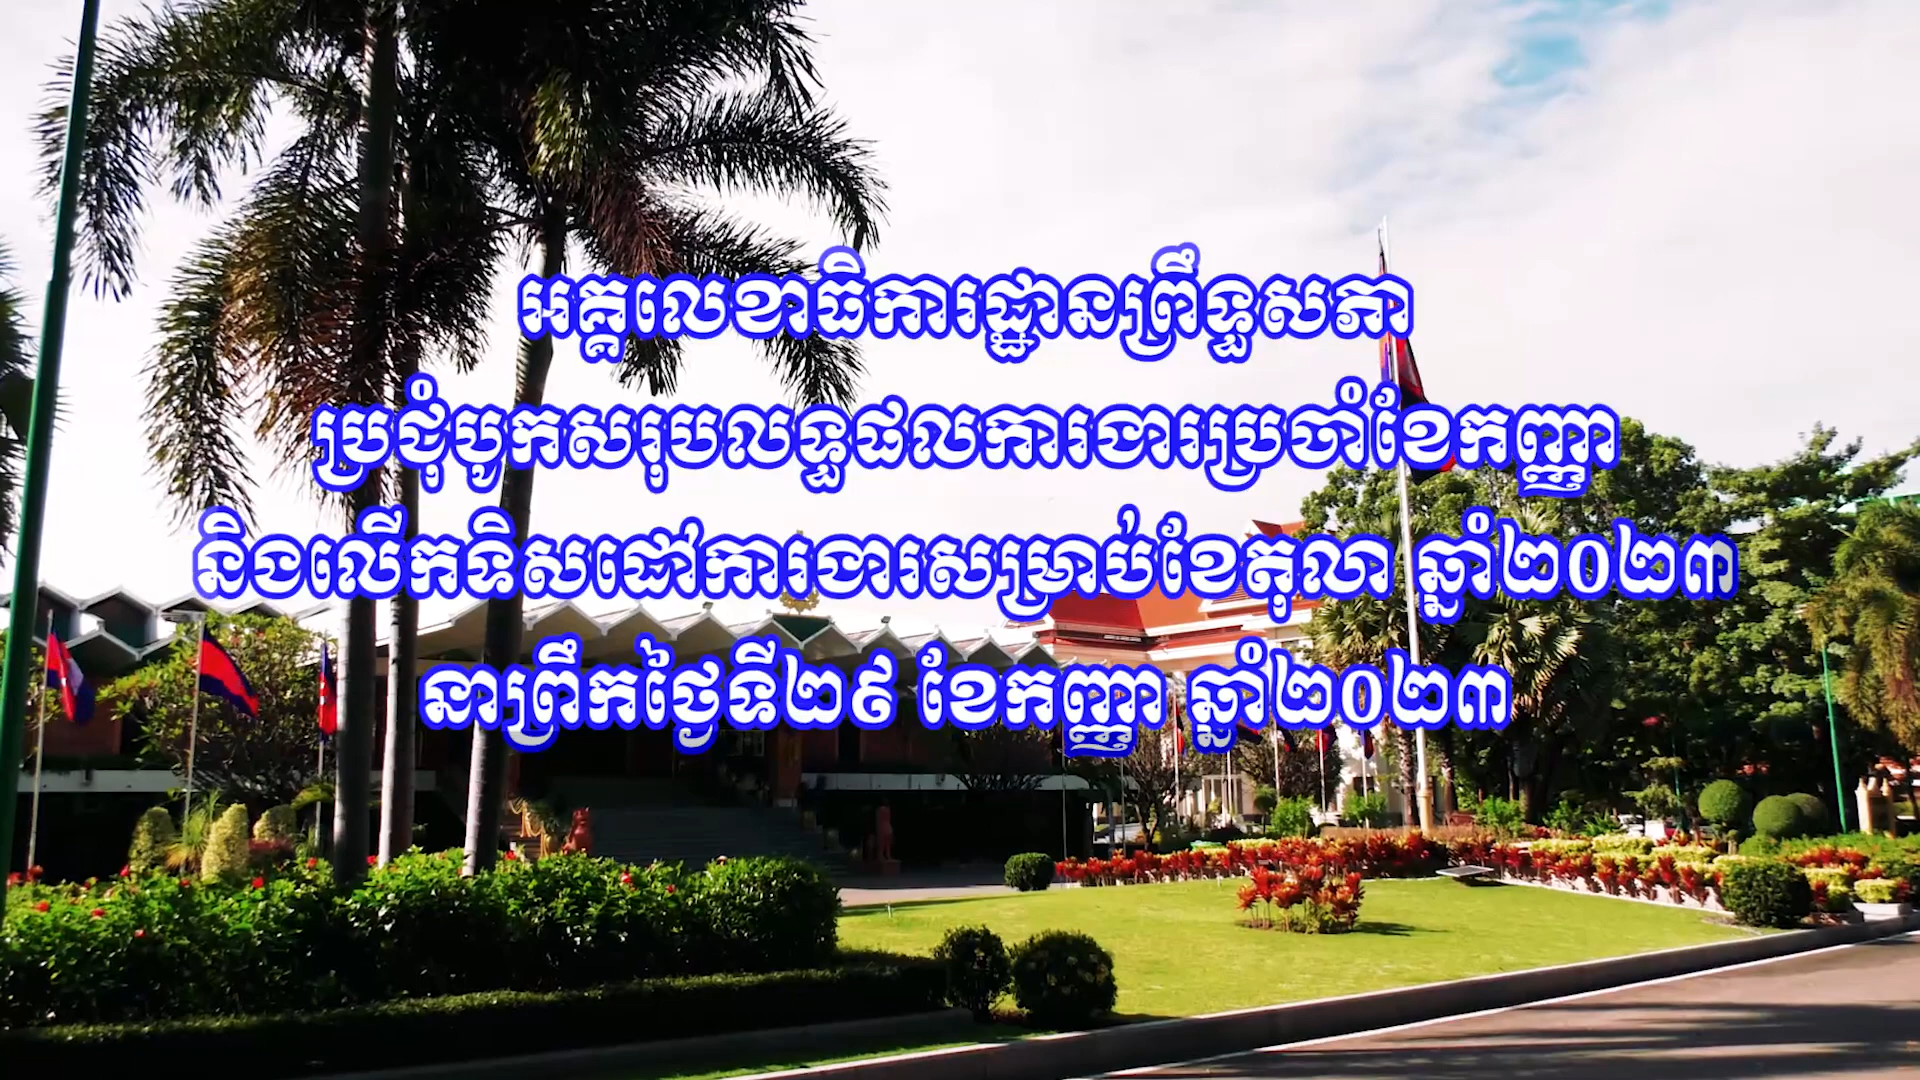 អគ្គលេខាធិការដ្ឋានព្រឹទ្ធសភា
ប្រជុំបូកសរុបលទ្ធផលការងារប្រចាំខែកញ្ញា
និងលើកទិសដៅការងារសម្រាប់ខែតុលា ឆ្នាំ២០២៣
នាព្រឹកថ្ងៃទី២៩ ខែកញ្ញា ឆ្នាំ២០២៣